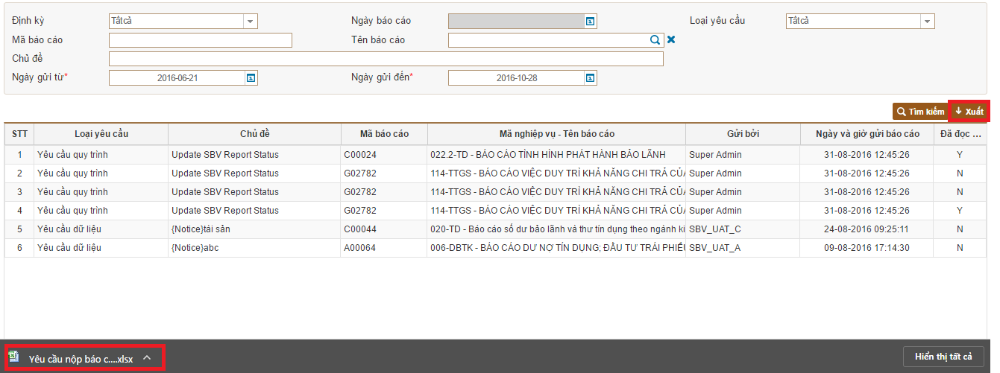 Định kỳ Tấtcả Ngày báo cáo Loại yêu cầu Tấtcả
Mã báo cáo Tên báo cáo
Chủ đề
Ngày gửi từ* 2016-06-21 Ngày gửi đến* 2016-10-28
Tìm kiếm Xuất
STT Loại yêu cầu Chủ đề Mã báo cáo Mã nghiệp vụ - Tên báo cáo Gửi bởi Ngày và giờ gửi báo cáo Đã đọc ...
1 Yêu cầu quy trình Update SBV Report Status C00024 022.2-TD - BÁO CÁO TÌNH HÌNH PHÁT HÀNH BẢO LÃNH Super Admin 31-08-2016 12:45:26 Y
2 Yêu cầu quy trình Update SBV Report Status G02782 114-TTGS - BÁO CÁO VIỆC DUY TRÌ KHẢ NĂNG CHI TRẢ CỦA Super Admin 31-08-2016 12:45:26 N
3 Yêu cầu quy trình Update SBV Report Status G02782 114-TTGS - BÁO CÁO VIỆC DUY TRÌ KHẢ NĂNG CHI TRẢ CỦA Super Admin 31-08-2016 12:45:26 N
4 Yêu cầu quy trình Update SBV Report Status G02782 114-TTGS - BÁO CÁO VIỆC DUY TRÌ KHẢ NĂNG CHI TRẢ CỦA Super Admin 31-08-2016 12:45:26 Y
5 Yêu cầu dữ liệu {Notice}tài sản C00044 020-TD - Báo cáo số dư bảo lãnh và thư tín dụng theo ngành ki SBV_UAT_C 24-08-2016 09:25:11 N
6 Yêu cầu dữ liệu {Notice}abc A00064 006-DBTK - BÁO CÁO DƯ NỢ TÍN DỤNG; ĐẦU TƯ TRÁI PHIẾU SBV_UAT_A 09-08-2016 17:14:30 N
Yêu cầu nộp báo c....xlsx Hiển thị tất cả